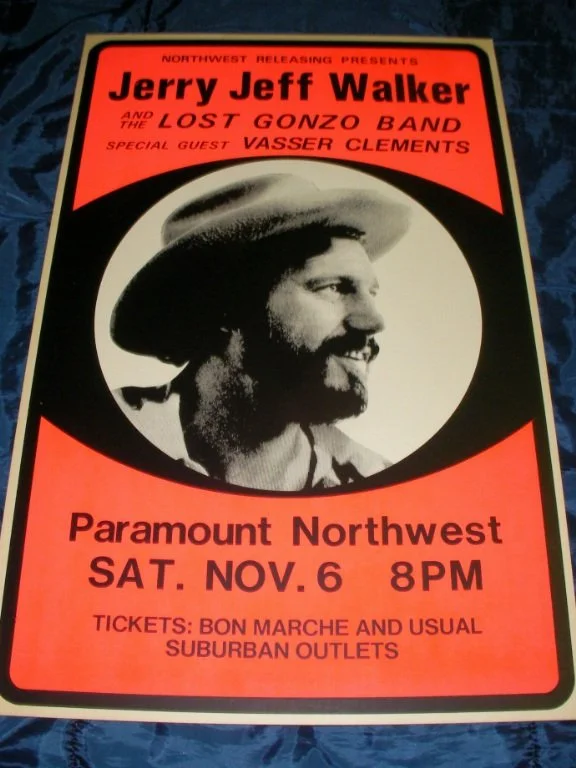 NORTHWEST RELEASING PRESENTS
Jerry Jeff Walker
AND THE LOST GONZO BAND
SPECIAL GUEST VASSER CLEMENTS
Paramount Northwest
SAT. NOV. 6 8PM
TICKETS: BON MARCHE AND USUAL
SUBURBAN OUTLETS